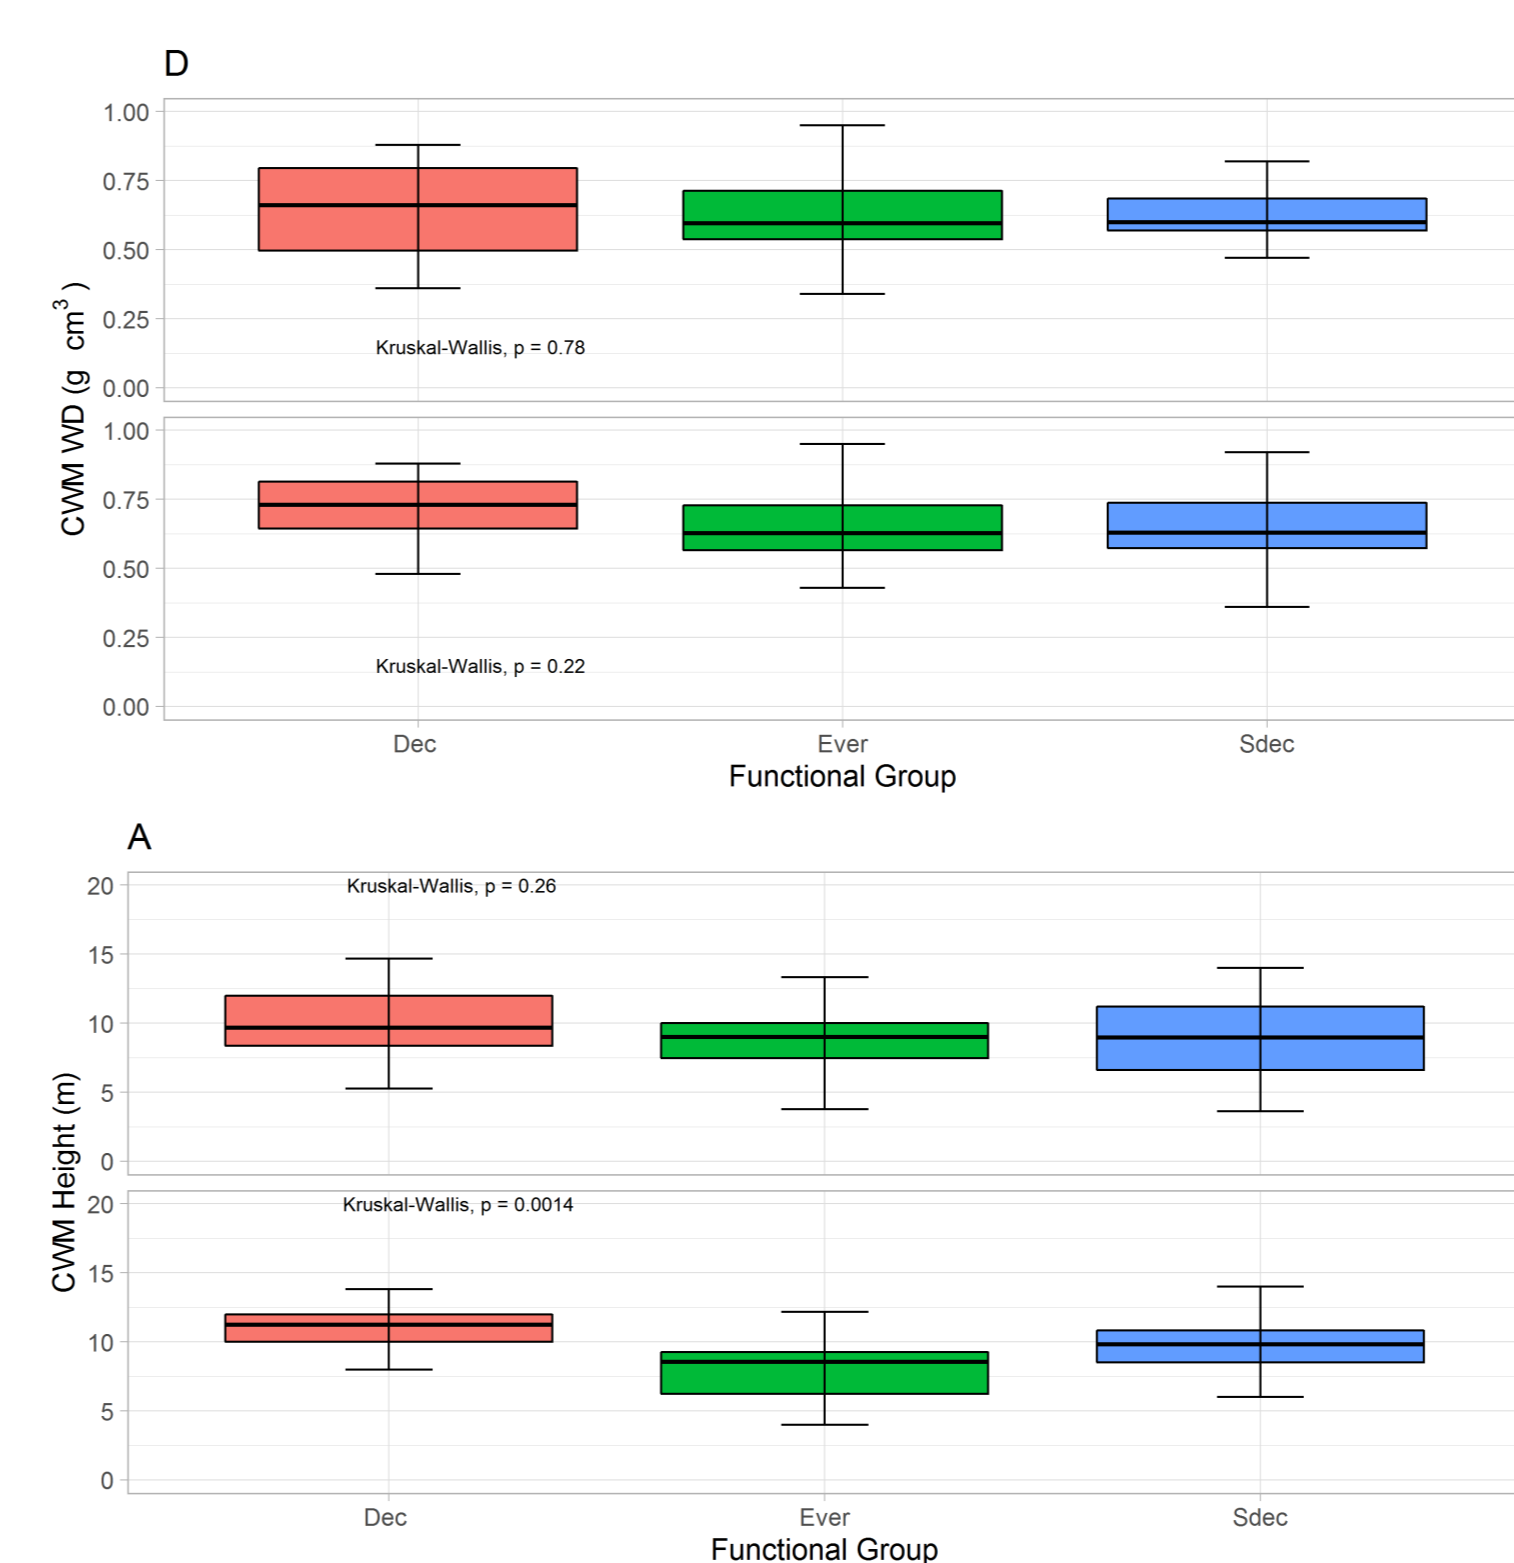 D
1.00
0.75
0.50
0.25
0.00
Kruskal-Wallis, p = 0.78
CWM WD (g cm³ )
1.00
0.75
0.50
0.25
0.00
Kruskal-Wallis, p = 0.22
Dec Ever Sdec
Functional Group
A
20
15
10
5
0
Kruskal-Wallis, p = 0.26
CWM Height (m)
20
15
10
5
0
Kruskal-Wallis, p = 0.0014
Dec Ever Sdec
Functional Group